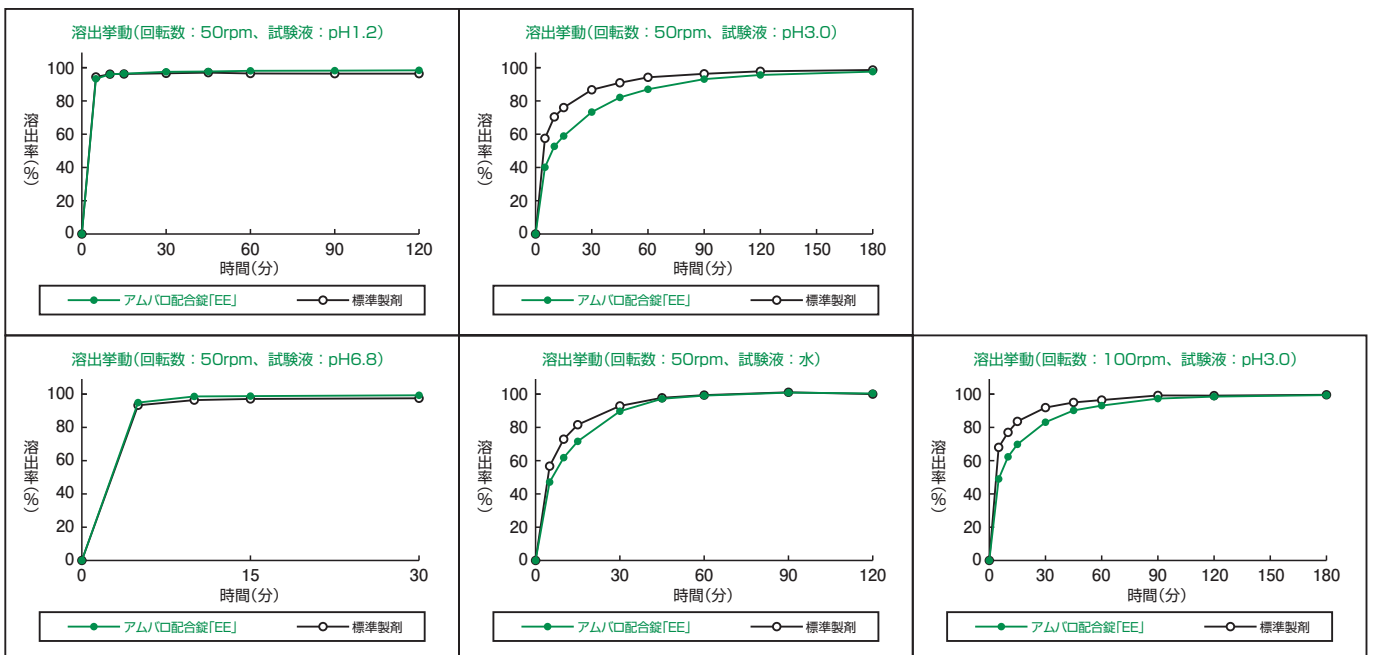 溶出挙動(回転数：50rpm、試験液：pH1.2)
100
80
60
40
20
0
溶出率(%)
0 30 60 90 120
時間(分)
アムバロ配合錠「EE」 標準製剤
溶出挙動(回転数：50rpm、試験液：pH3.0)
100
80
60
40
20
0
溶出率(%)
0 30 60 90 120 150 180
時間(分)
アムバロ配合錠「EE」 標準製剤
溶出挙動(回転数：50rpm、試験液：pH6.8)
100
80
60
40
20
0
溶出率(%)
0 15 30
時間(分)
アムバロ配合錠「EE」 標準製剤
溶出挙動(回転数：50rpm、試験液：水)
100
80
60
40
20
0
溶出率(%)
0 30 60 90 120
時間(分)
アムバロ配合錠「EE」 標準製剤
溶出挙動(回転数：100rpm、試験液：pH3.0)
100
80
60
40
20
0
溶出率(%)
0 30 60 90 120 150 180
時間(分)
アムバロ配合錠「EE」 標準製剤